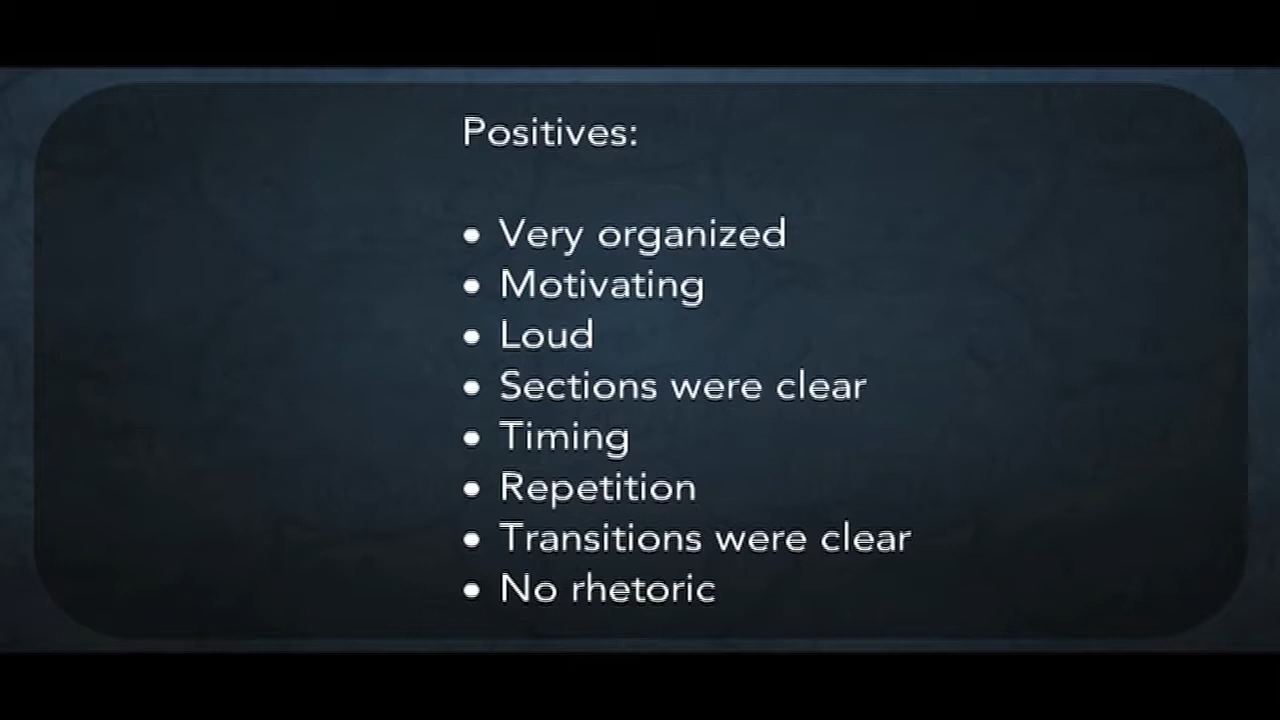 Positives:
• Very organized
• Motivating
• Loud
• Sections were clear
• Timing
• Repetition
• Transitions were clear
• No rhetoric